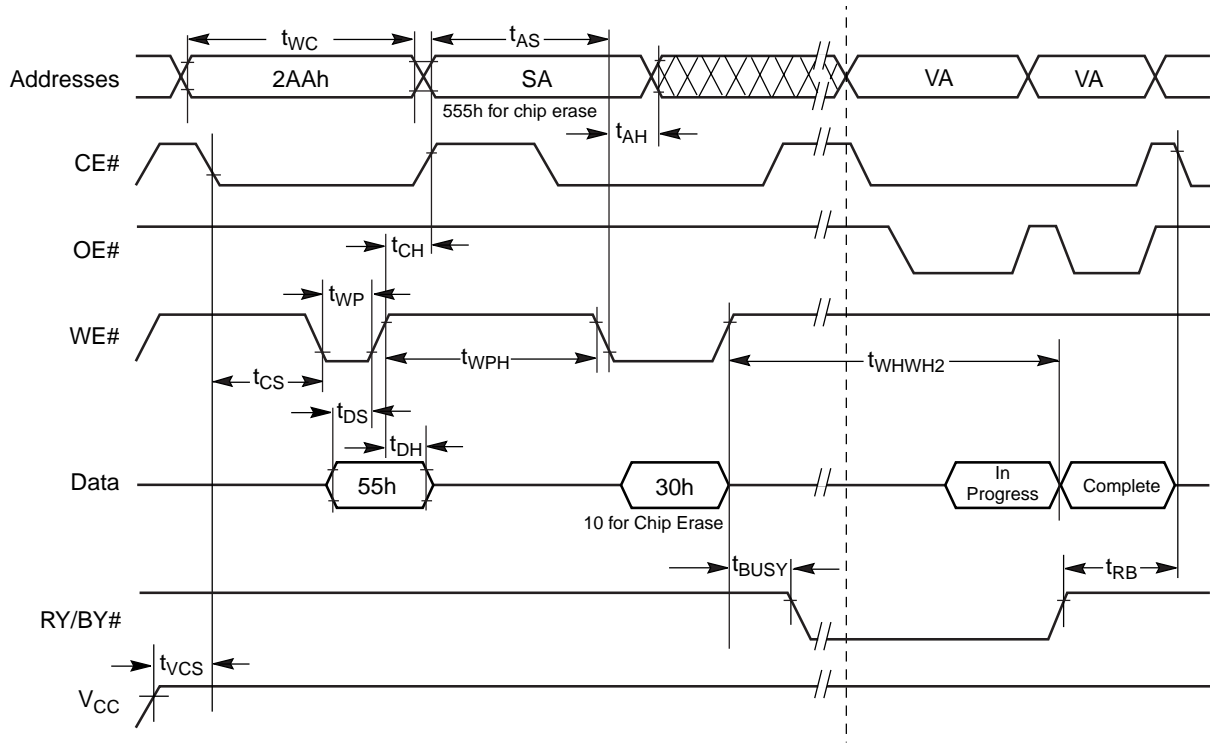 tWC
tAS
Addresses
2AAh
SA
VA
VA
555h for chip erase
tAH
CE#
OE#
tCH
tWP
WE#
tWPH
tWHWH2
tCS
tDS
tDH
Data
55h
30h
In
Progress
Complete
10 for Chip Erase
tBUSY
tRB
RY/BY#
tVCS
VCC